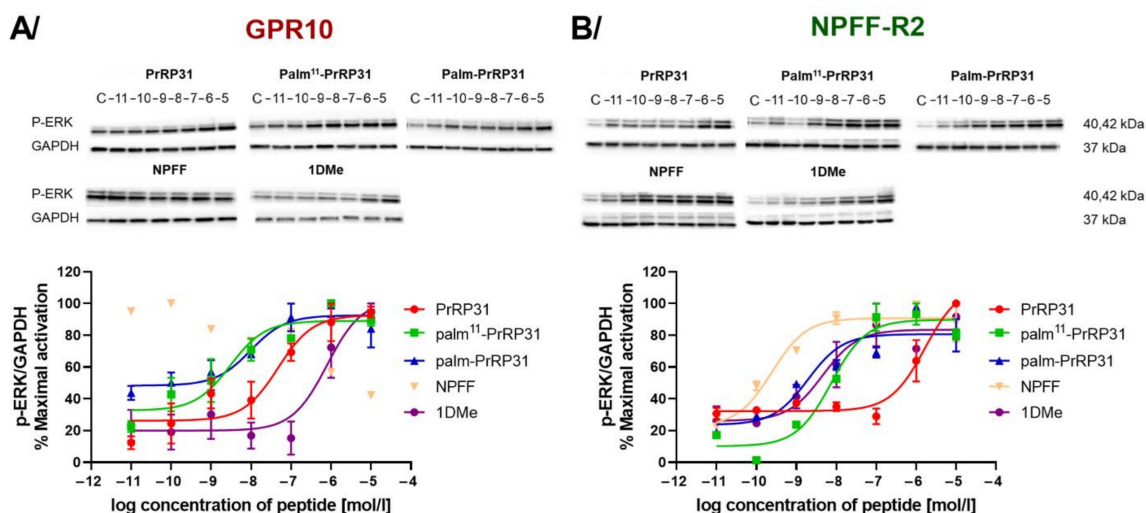 A/ GPR10
PrRP31 Palm¹¹-PrRP31 Palm-PrRP31
C –11 –10 –9 –8 –7 –6 –5 C –11 –10 –9 –8 –7 –6 –5 C –11 –10 –9 –8 –7 –6 –5
P-ERK
GAPDH
NPFF 1DMe
P-ERK
GAPDH
p-ERK/GAPDH
% Maximal activation
120
100
80
60
40
20
0
–12 –11 –10 –9 –8 –7 –6 –5 –4
log concentration of peptide [mol/l]
PrRP31
palm¹¹-PrRP31
palm-PrRP31
NPFF
1DMe
B/ NPFF-R2
PrRP31 Palm¹¹-PrRP31 Palm-PrRP31
C –11 –10 –9 –8 –7 –6 –5 C –11 –10 –9 –8 –7 –6 –5 C –11 –10 –9 –8 –7 –6 –5
40,42 kDa
37 kDa
NPFF 1DMe
40,42 kDa
37 kDa
p-ERK/GAPDH
% Maximal activation
120
100
80
60
40
20
0
–12 –11 –10 –9 –8 –7 –6 –5 –4
log concentration of peptide [mol/l]
PrRP31
palm¹¹-PrRP31
palm-PrRP31
NPFF
1DMe